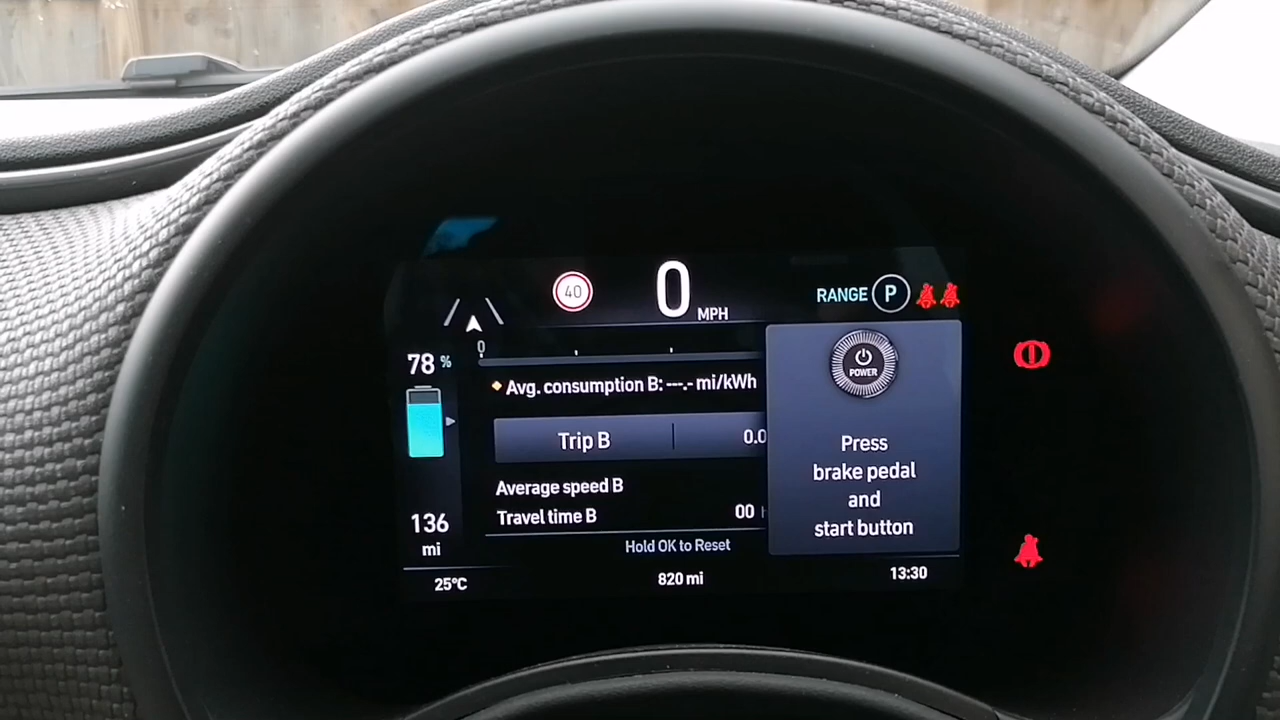 40
0
MPH
RANGE P
78 %
0
Avg. consumption B: ---.- mi/kWh
Trip B
0.0
Average speed B
Travel time B
00
Hold OK to Reset
POWER
Press
brake pedal
and
start button
136
mi
25°C
820 mi
13:30